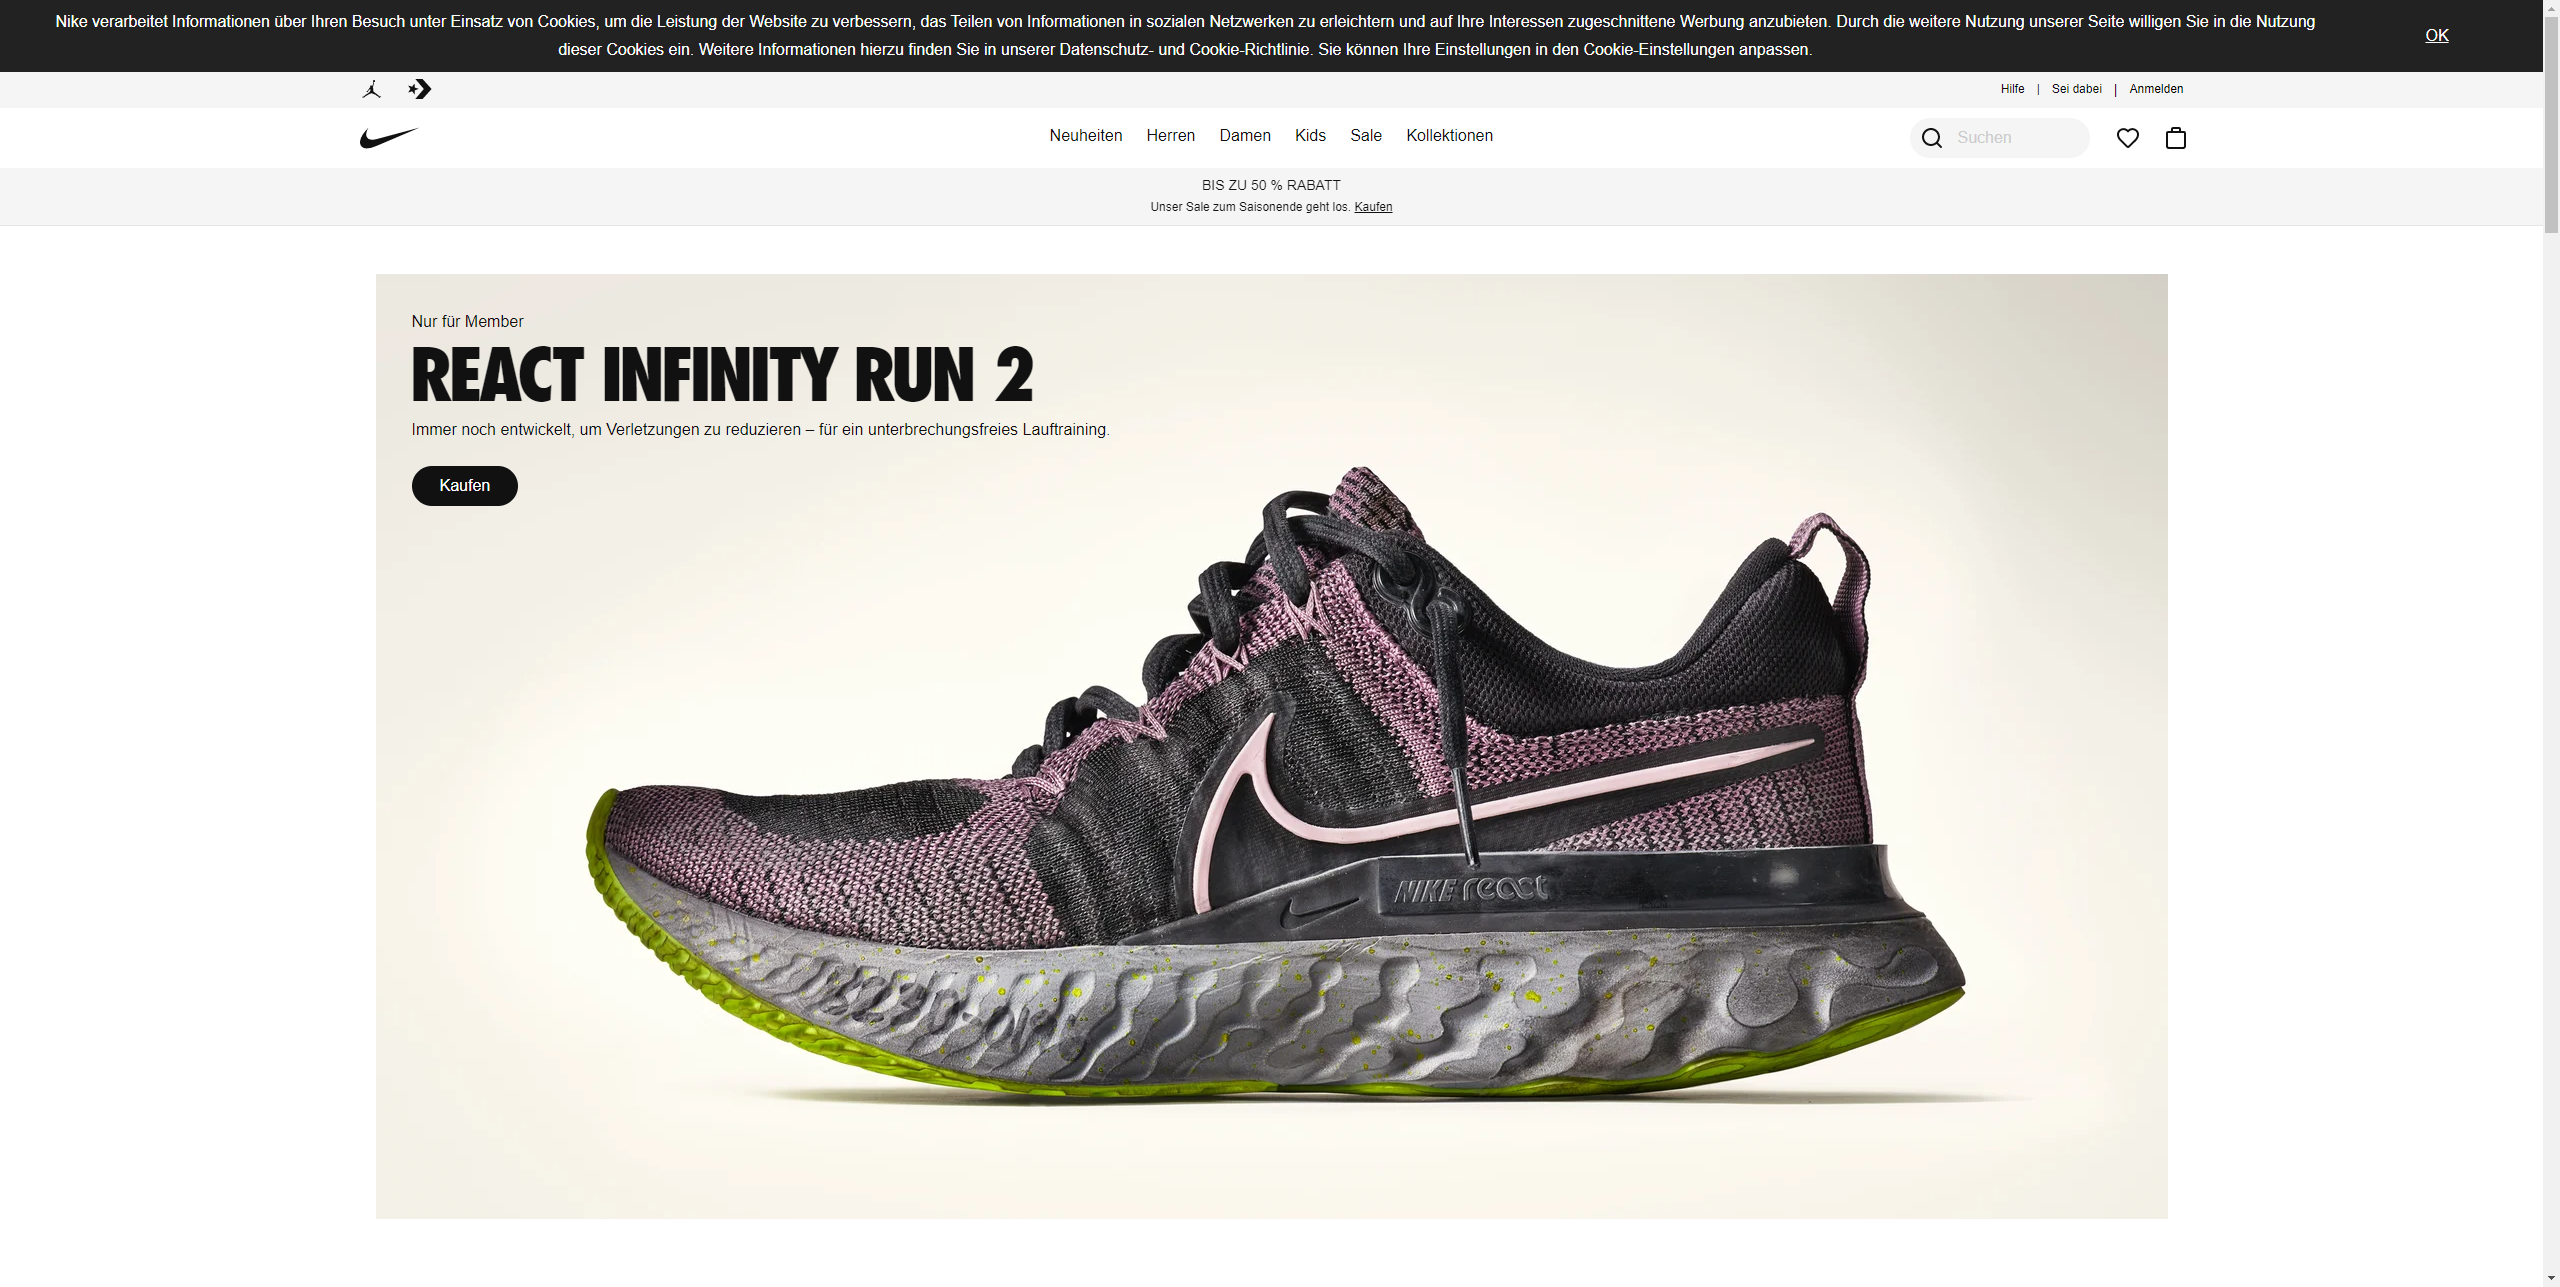 Nike verarbeitet Informationen über Ihren Besuch unter Einsatz von Cookies, um die Leistung der Website zu verbessern, das Teilen von Informationen in sozialen Netzwerken zu erleichtern und auf Ihre Interessen zugeschnittene Werbung anzubieten. Durch die weitere Nutzung unserer Seite willigen Sie in die Nutzung
dieser Cookies ein. Weitere Informationen hierzu finden Sie in unserer Datenschutz- und Cookie-Richtlinie. Sie können Ihre Einstellungen in den Cookie-Einstellungen anpassen.
OK
Hilfe | Sei dabei | Anmelden
Neuheiten Herren Damen Kids Sale Kollektionen
Suchen
BIS ZU 50 % RABATT
Unser Sale zum Saisonende geht los. Kaufen
Nur für Member
REACT INFINITY RUN 2
Immer noch entwickelt, um Verletzungen zu reduzieren – für ein unterbrechungsfreies Lauftraining.
Kaufen
NIKE react